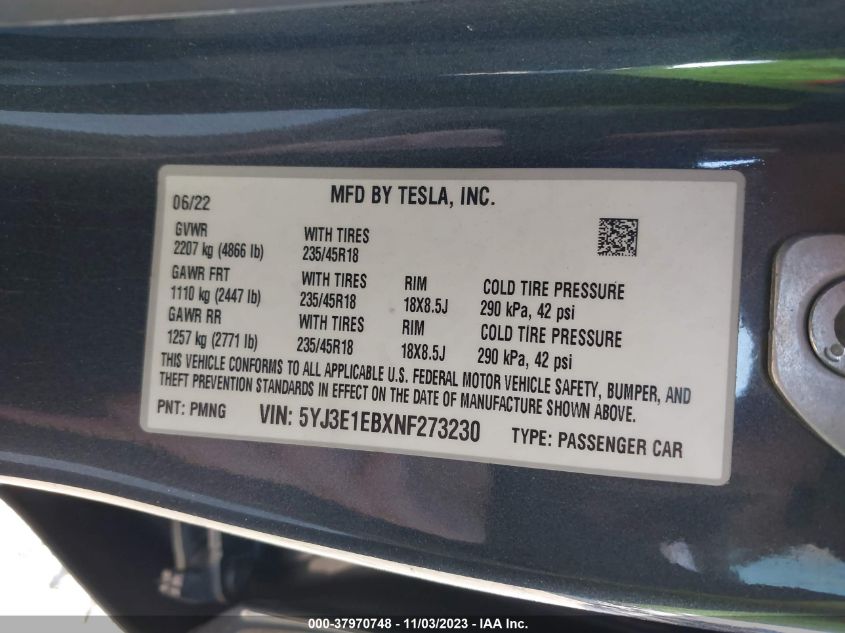 06/22
MFD BY TESLA, INC.
GVWR
2207 kg (4866 lb)
WITH TIRES
235/45R18
GAWR FRT
1110 kg (2447 lb)
WITH TIRES
235/45R18
RIM
18X8.5J
COLD TIRE PRESSURE
290 kPa, 42 psi
GAWR RR
1257 kg (2771 lb)
WITH TIRES
235/45R18
RIM
18X8.5J
COLD TIRE PRESSURE
290 kPa, 42 psi
THIS VEHICLE CONFORMS TO ALL APPLICABLE U.S. FEDERAL MOTOR VEHICLE SAFETY, BUMPER, AND
THEFT PREVENTION STANDARDS IN EFFECT ON THE DATE OF MANUFACTURE SHOWN ABOVE.
PNT: PMNG
VIN: 5YJ3E1EBXNF273230
TYPE: PASSENGER CAR
000-37970748 - 11/03/2023 - IAA Inc.